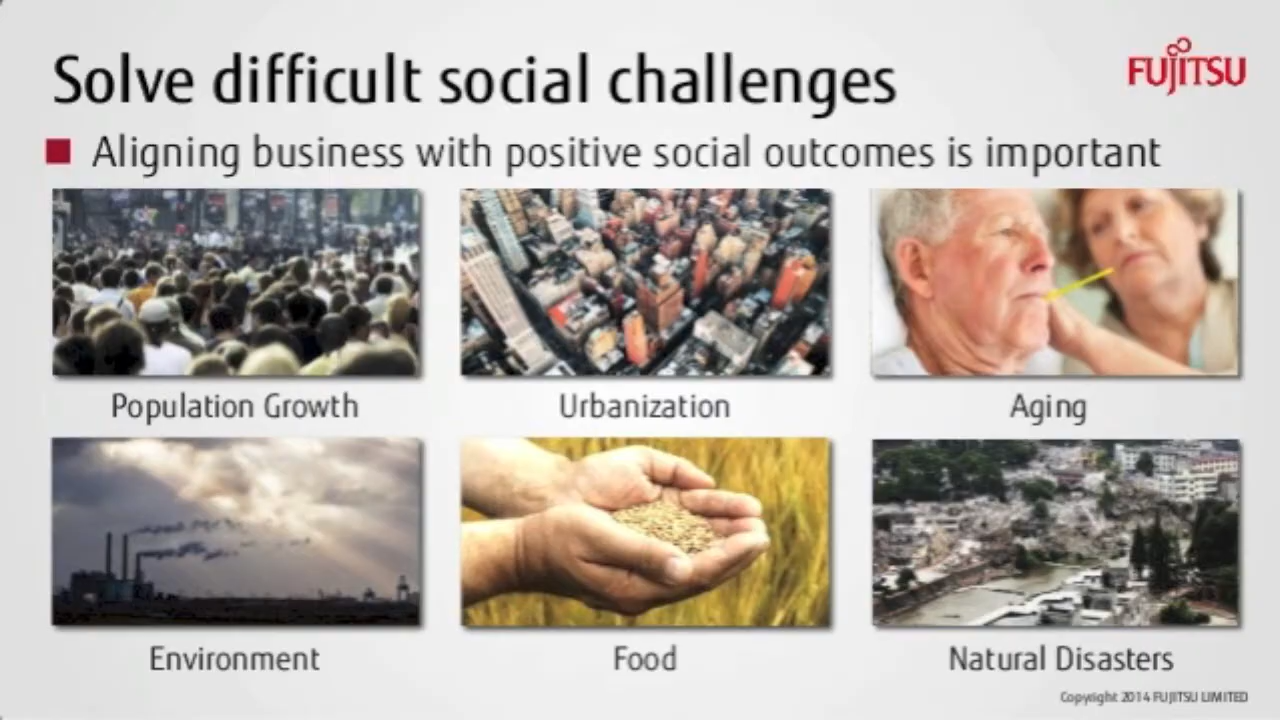 Solve difficult social challenges
FUJITSU
Aligning business with positive social outcomes is important
Population Growth
Urbanization
Aging
Environment
Food
Natural Disasters
Copyright 2014 FUJITSU LIMITED